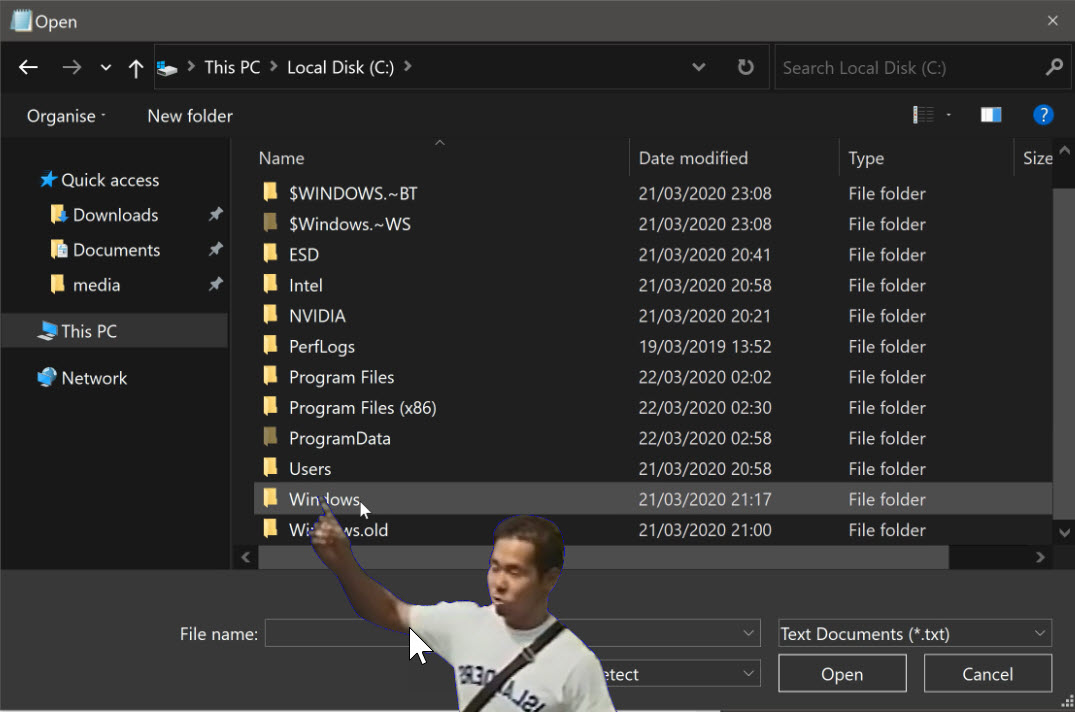 Open
This PC Local Disk (C:) Search Local Disk (C:)
Organise New folder ?
Name Date modified Type Size
Quick access
Downloads
Documents
media
This PC
Network
$WINDOWS.~BT 21/03/2020 23:08 File folder
$Windows.~WS 21/03/2020 23:08 File folder
ESD 21/03/2020 20:41 File folder
Intel 21/03/2020 20:58 File folder
NVIDIA 21/03/2020 20:21 File folder
PerfLogs 19/03/2019 13:52 File folder
Program Files 22/03/2020 02:02 File folder
Program Files (x86) 22/03/2020 02:30 File folder
ProgramData 22/03/2020 02:58 File folder
Users 21/03/2020 20:58 File folder
Windows 21/03/2020 21:17 File folder
Windows.old 21/03/2020 21:00 File folder
File name: Text Documents (*.txt)
Open Cancel